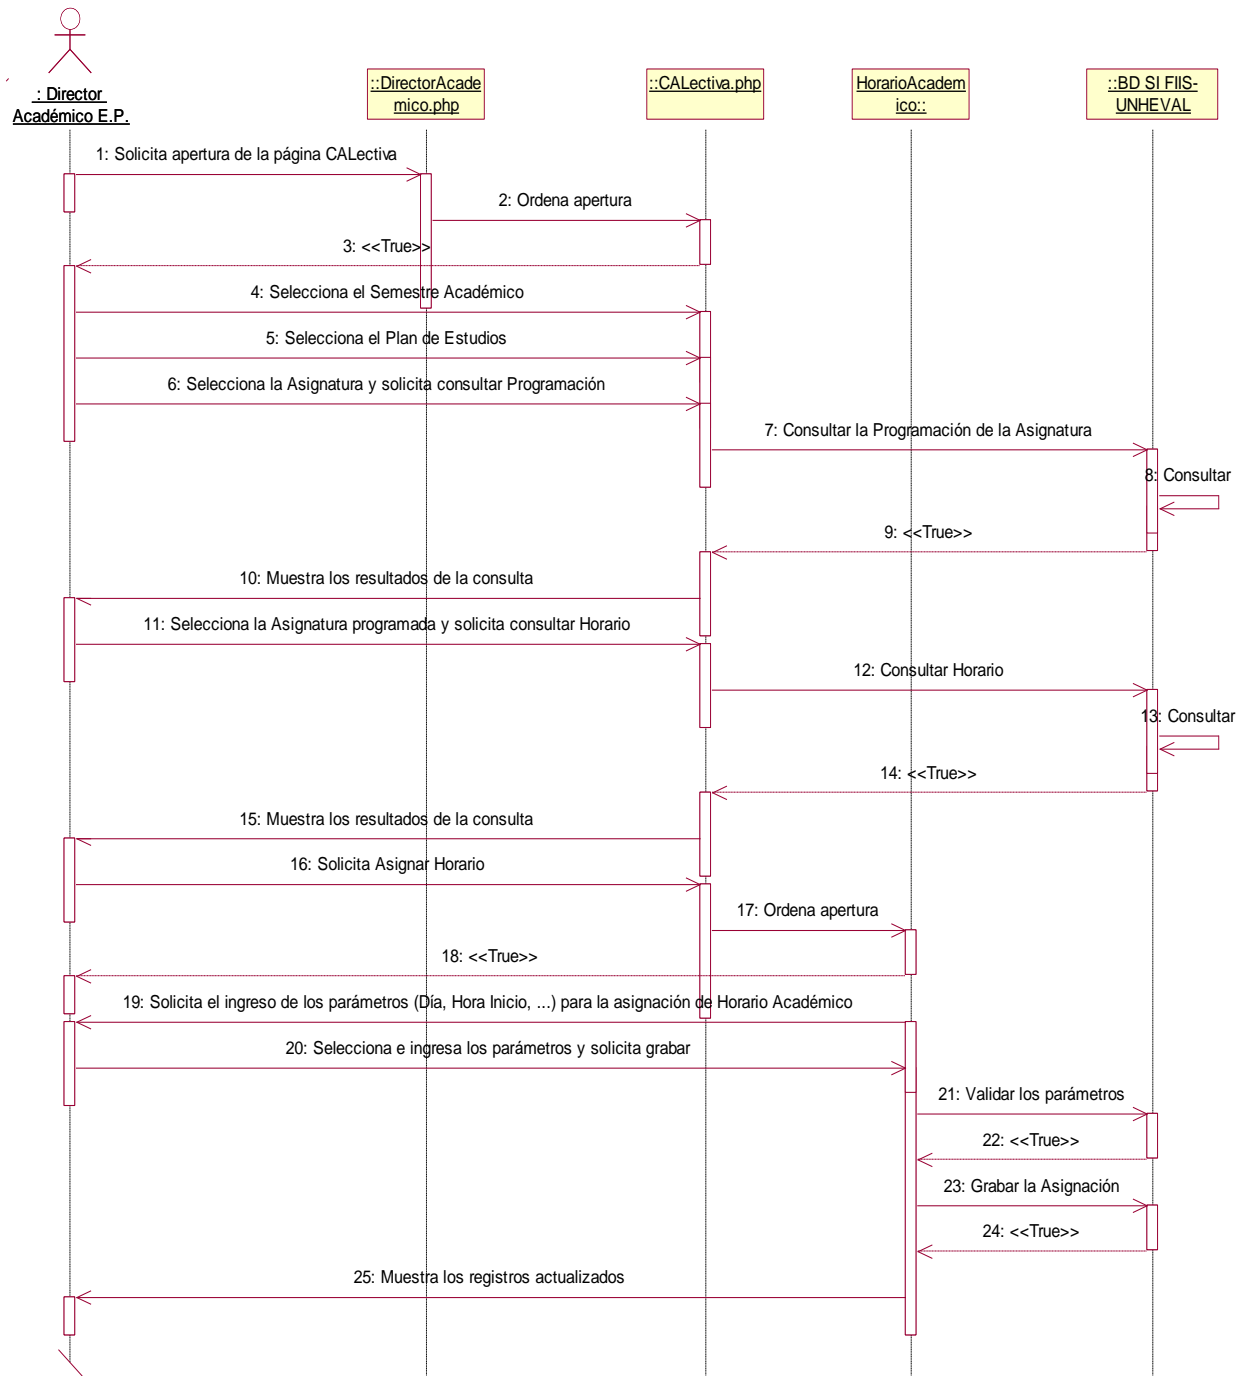 : Director
Académico E.P.
::DirectorAcade
mico.php
::CALectiva.php
HorarioAcadem
ico::
::BD SI FIIS-
UNHEVAL
1: Solicita apertura de la página CALectiva
2: Ordena apertura
3: <<True>>
4: Selecciona el Semestre Académico
5: Selecciona el Plan de Estudios
6: Selecciona la Asignatura y solicita consultar Programación
7: Consultar la Programación de la Asignatura
8: Consultar
9: <<True>>
10: Muestra los resultados de la consulta
11: Selecciona la Asignatura programada y solicita consultar Horario
12: Consultar Horario
13: Consultar
14: <<True>>
15: Muestra los resultados de la consulta
16: Solicita Asignar Horario
17: Ordena apertura
18: <<True>>
19: Solicita el ingreso de los parámetros (Día, Hora Inicio, ...) para la asignación de Horario Académico
20: Selecciona e ingresa los parámetros y solicita grabar
21: Validar los parámetros
22: <<True>>
23: Grabar la Asignación
24: <<True>>
25: Muestra los registros actualizados